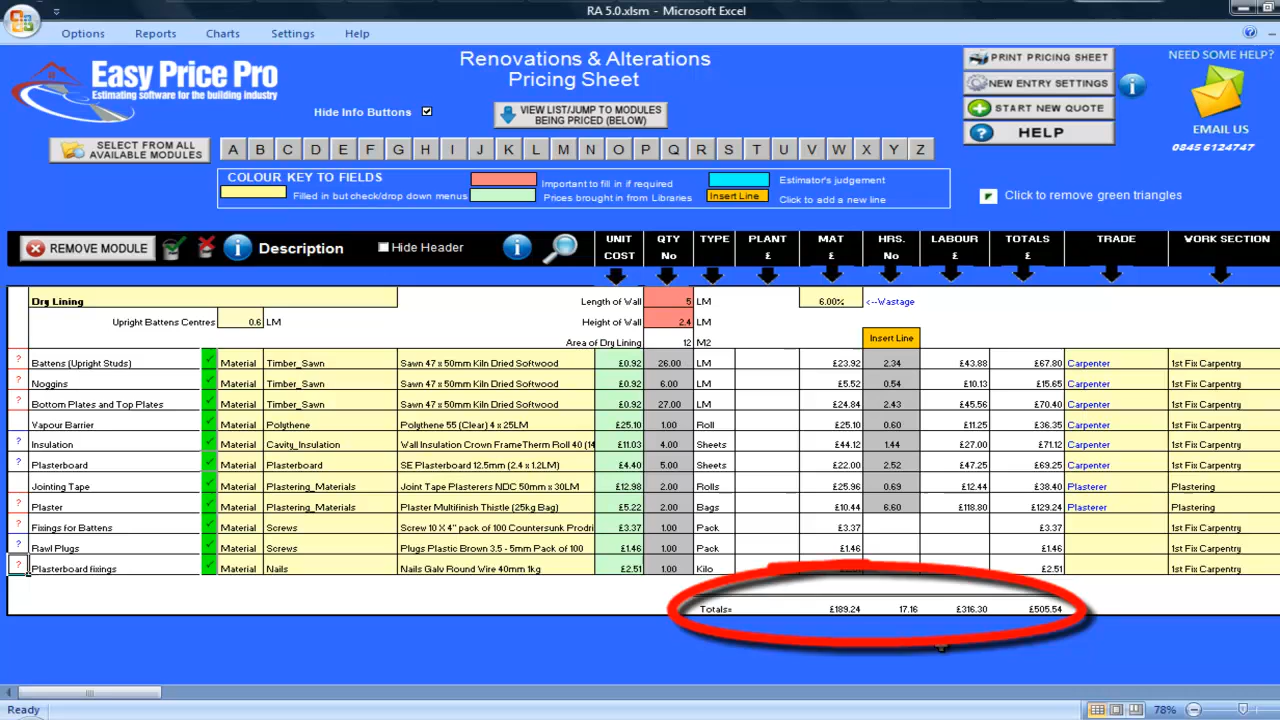 RA 5.0.xlsm - Microsoft Excel
Options Reports Charts Settings Help
Easy Price Pro
Estimating software for the building industry
Renovations & Alterations
Pricing Sheet
Hide Info Buttons
VIEW LIST/JUMP TO MODULES
BEING PRICED (BELOW)
PRINT PRICING SHEET
NEW ENTRY SETTINGS
START NEW QUOTE
HELP
NEED SOME HELP?
EMAIL US
0845 6124747
SELECT FROM ALL
AVAILABLE MODULES
A B C D E F G H I J K L M N O P Q R S T U V W X Y Z
COLOUR KEY TO FIELDS
Filled in but check/drop down menus
Important to fill in if required
Prices brought in from Libraries
Estimator's judgement
Insert Line Click to add a new line
Click to remove green triangles
REMOVE MODULE Description Hide Header UNIT COST QTY No TYPE PLANT £ MAT £ HRS. No LABOUR £ TOTALS £ TRADE WORK SECTION
Dry Lining Length of Wall 5 LM 6.00% <--Wastage
Upright Battens Centres 0.6 LM Height of Wall 2.4 LM
Insert Line
Area of Dry Lining 12 M2
? Battens (Upright Studs) Material Timber_Sawn Sawn 47 x 50mm Kiln Dried Softwood £0.92 26.00 LM £23.92 2.34 £43.88 £67.80 Carpenter 1st Fix Carpentry
? Noggins Material Timber_Sawn Sawn 47 x 50mm Kiln Dried Softwood £0.92 6.00 LM £5.52 0.54 £10.13 £15.65 Carpenter 1st Fix Carpentry
? Bottom Plates and Top Plates Material Timber_Sawn Sawn 47 x 50mm Kiln Dried Softwood £0.92 27.00 LM £24.84 2.43 £45.56 £70.40 Carpenter 1st Fix Carpentry
Vapour Barrier Material Polythene Polythene 55 (Clear) 4 x 25LM £25.10 1.00 Roll £25.10 0.60 £11.25 £36.35 Carpenter 1st Fix Carpentry
? Insulation Material Cavity_Insulation Wall Insulation Crown FrameTherm Roll 40 (14 £11.03 4.00 Sheets £44.12 1.44 £27.00 £71.12 Carpenter 1st Fix Carpentry
? Plasterboard Material Plasterboard SE Plasterboard 12.5mm (2.4 x 1.2LM) £4.40 5.00 Sheets £22.00 2.52 £47.25 £69.25 Carpenter 1st Fix Carpentry
Jointing Tape Material Plastering_Materials Joint Tape Plasterers NDC 50mm x 30LM £12.98 2.00 Rolls £25.96 0.69 £12.44 £38.40 Plasterer Plastering
? Plaster Material Plastering_Materials Plaster Multifinish Thistle (25kg Bag) £5.22 2.00 Bags £10.44 6.60 £118.80 £129.24 Plasterer Plastering
? Fixings for Battens Material Screws Screw 10 X 4" pack of 100 Countersunk Prodri £3.37 1.00 Pack £3.37 £3.37 1st Fix Carpentry
? Rawl Plugs Material Screws Plugs Plastic Brown 3.5 - 5mm Pack of 100 £1.46 1.00 Pack £1.46 £1.46 1st Fix Carpentry
? Plasterboard fixings Material Nails Nails Galv Round Wire 40mm 1kg £2.51 1.00 Kilo £2.51 1st Fix Carpentry
Totals= £189.24 17.16 £316.30 £505.54
Ready 78%